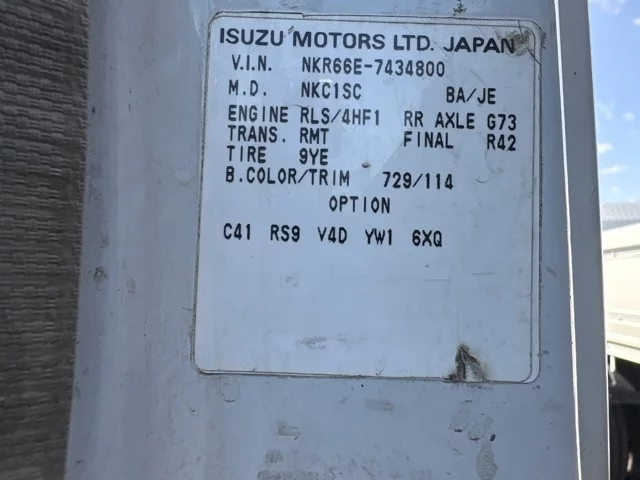 ISUZU MOTORS LTD. JAPAN
V.I.N. NKR66E-7434800
M.D. NKC1SC BA/JE
ENGINE RLS/4HF1 RR AXLE G73
TRANS. RMT FINAL R42
TIRE 9YE
B.COLOR/TRIM 729/114
OPTION
C41 RS9 V4D YW1 6XQ